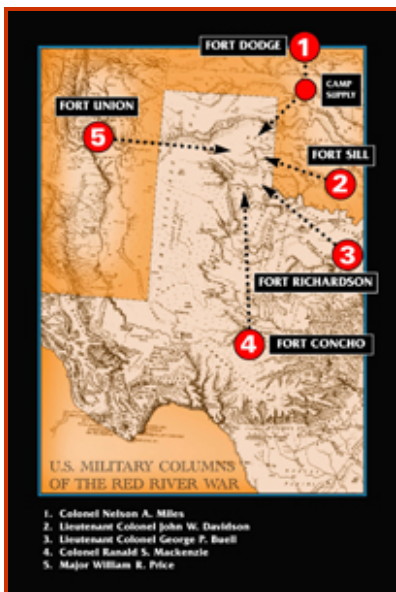 FORT DODGE
1
CAMP
SUPPLY
FORT UNION
5
FORT SILL
2
3
FORT RICHARDSON
4
FORT CONCHO
U.S. MILITARY COLUMNS
OF THE RED RIVER WAR
1. Colonel Nelson A. Miles
2. Lieutenant Colonel John W. Davidson
3. Lieutenant Colonel George P. Buell
4. Colonel Ranald S. Mackenzie
5. Major William R. Price